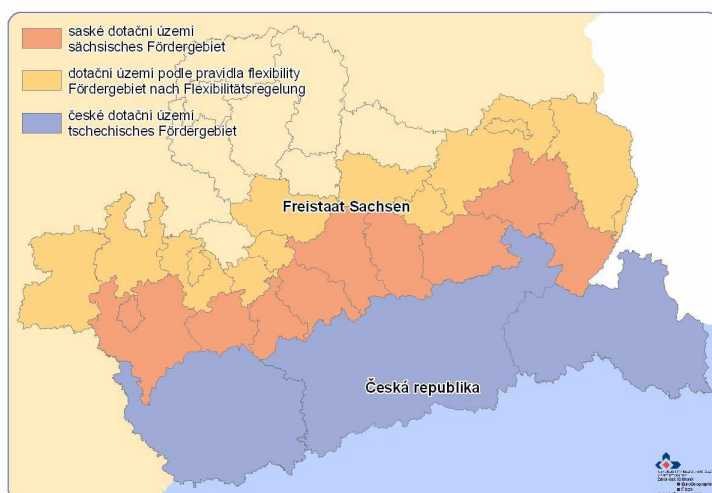 saské dotační území
sächsisches Fördergebiet
dotační území podle pravidla flexibility
Fördergebiet nach Flexibilitätsregelung
české dotační území
tschechisches Fördergebiet
Freistaat Sachsen
Česká republika